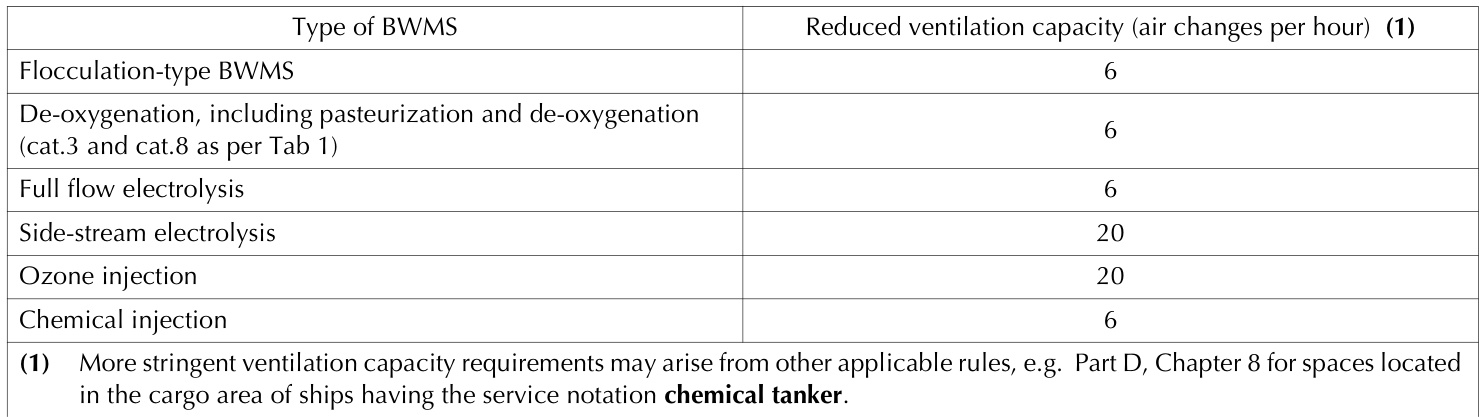 Type of BWMS Reduced ventilation capacity (air changes per hour) (1)
Flocculation-type BWMS 6
De-oxygenation, including pasteurization and de-oxygenation
(cat.3 and cat.8 as per Tab 1) 6
Full flow electrolysis 6
Side-stream electrolysis 20
Ozone injection 20
Chemical injection 6
(1) More stringent ventilation capacity requirements may arise from other applicable rules, e.g. Part D, Chapter 8 for spaces located
in the cargo area of ships having the service notation chemical tanker.